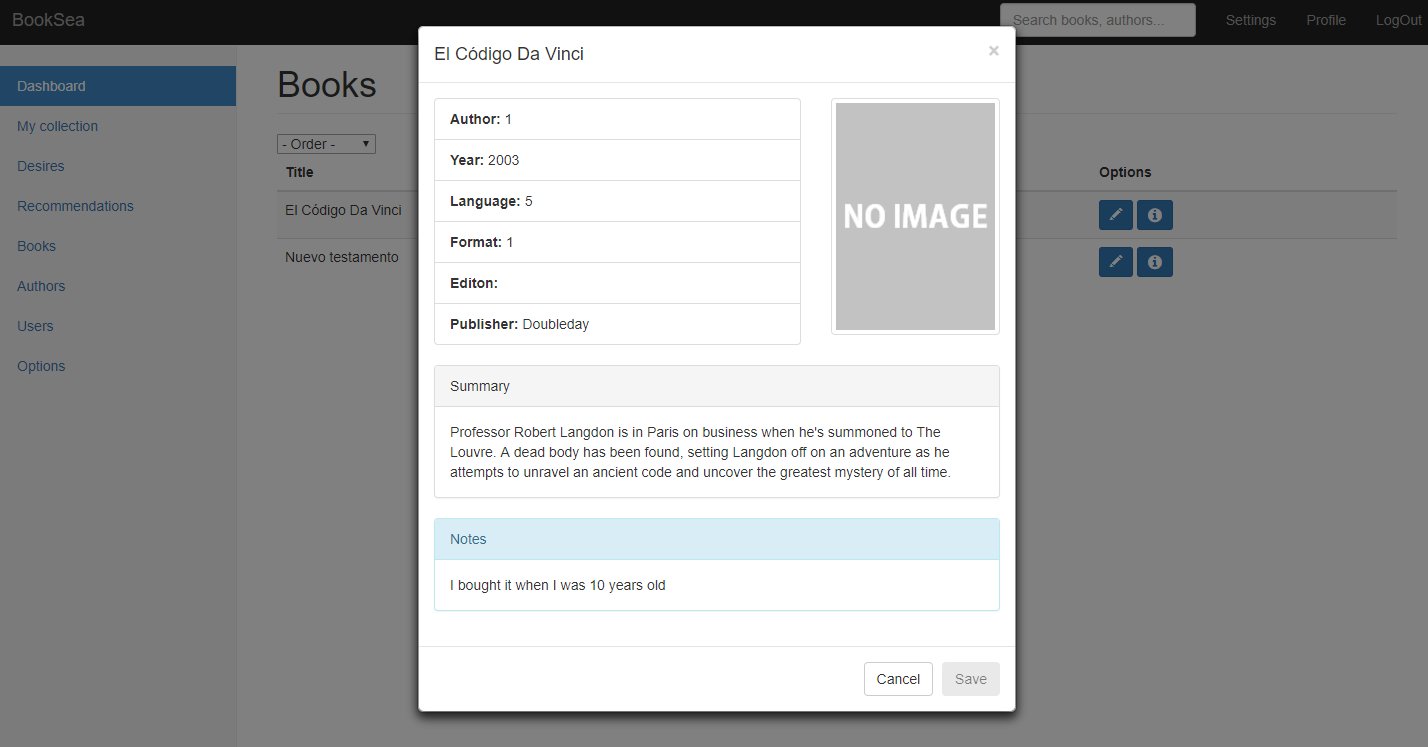 BookSea
Search books, authors...
Settings
Profile
LogOut
Dashboard
My collection
Desires
Recommendations
Books
Authors
Users
Options
Books
- Order -
Title
Options
El Código Da Vinci
Nuevo testamento
El Código Da Vinci
×
Author: 1
Year: 2003
Language: 5
Format: 1
Editon:
Publisher: Doubleday
NO IMAGE
Summary
Professor Robert Langdon is in Paris on business when he's summoned to The
Louvre. A dead body has been found, setting Langdon off on an adventure as he
attempts to unravel an ancient code and uncover the greatest mystery of all time.
Notes
I bought it when I was 10 years old
Cancel
Save